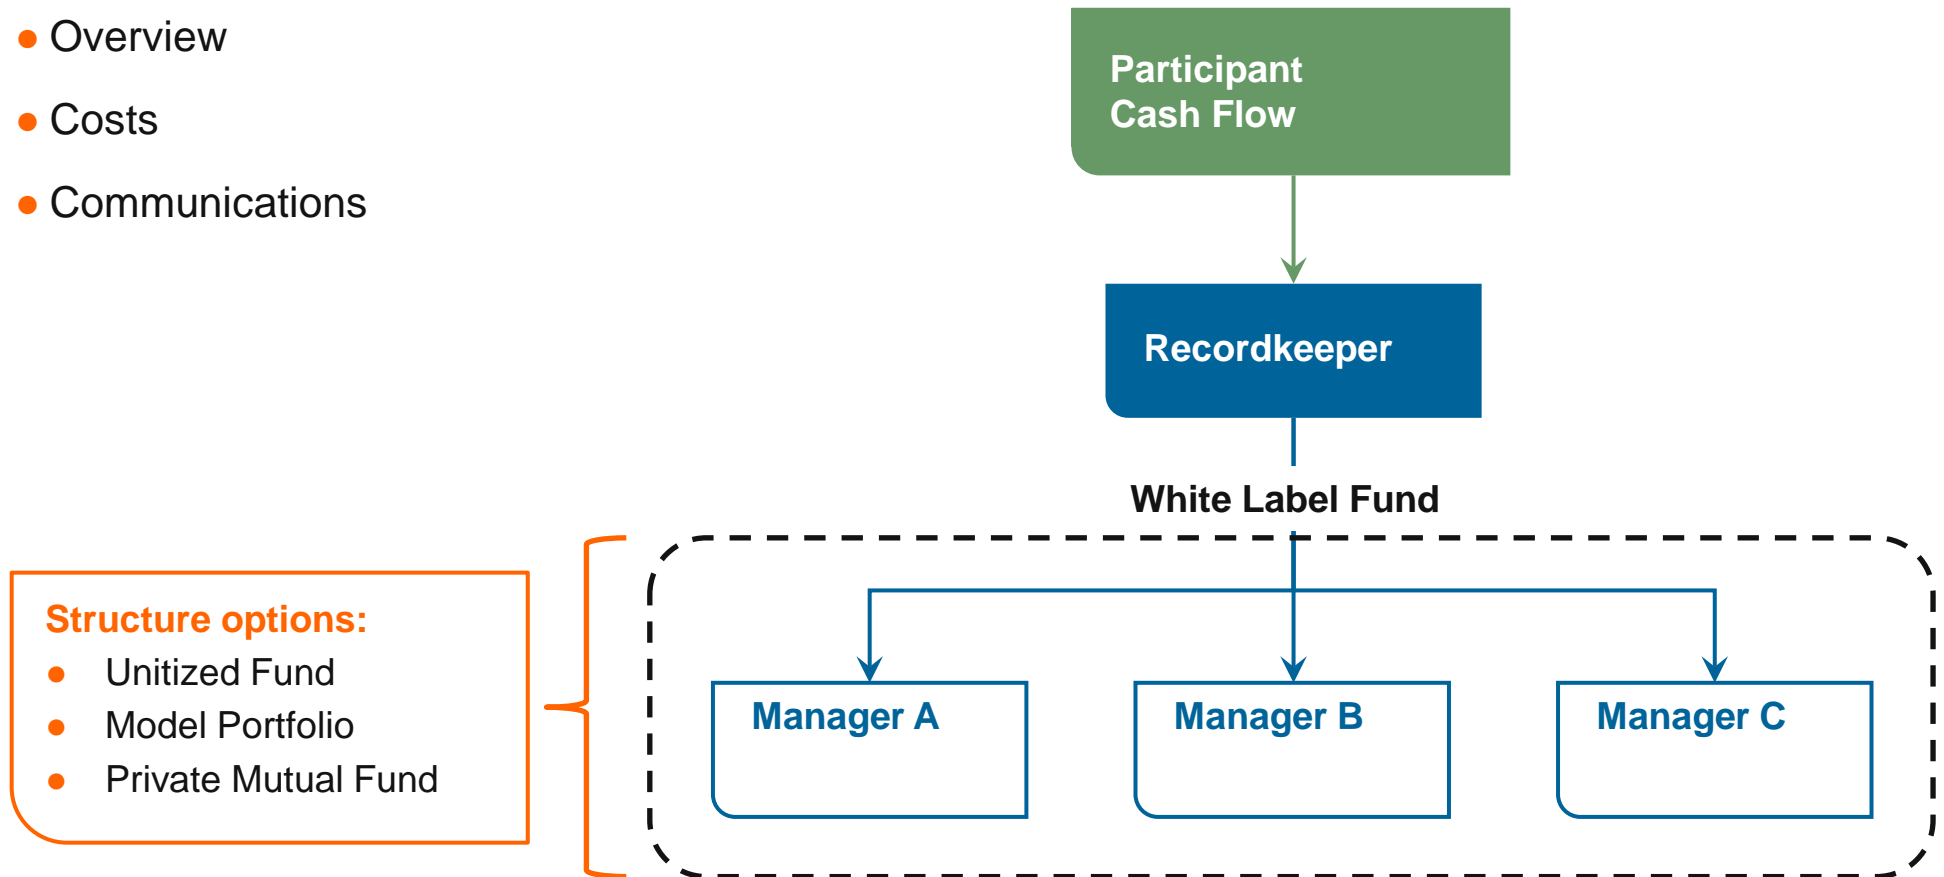 ● Overview
● Costs
● Communications
Participant
Cash Flow
Recordkeeper
White Label Fund
Structure options:
● Unitized Fund
● Model Portfolio
● Private Mutual Fund
Manager A
Manager B
Manager C